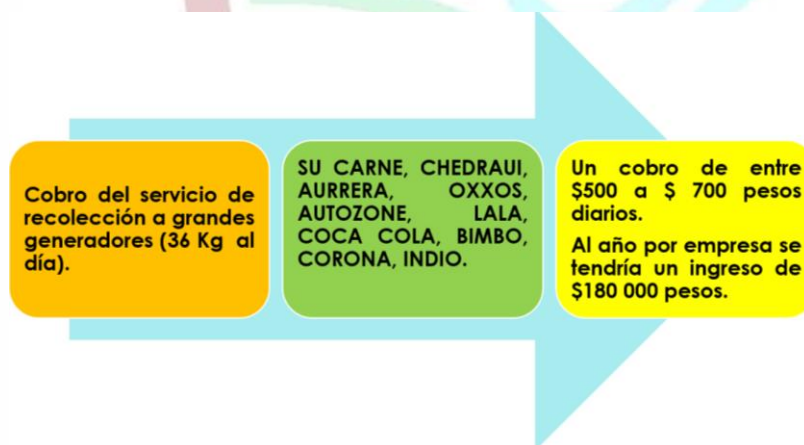 Cobro del servicio de
recolección a grandes
generadores (36 Kg al
día).
SU CARNE, CHEDRAUI,
AURRERA, OXXOS,
AUTOZONE, LALA,
COCA COLA, BIMBO,
CORONA, INDIO.
Un cobro de entre
$500 a $ 700 pesos
diarios.
Al año por empresa se
tendría un ingreso de
$180 000 pesos.